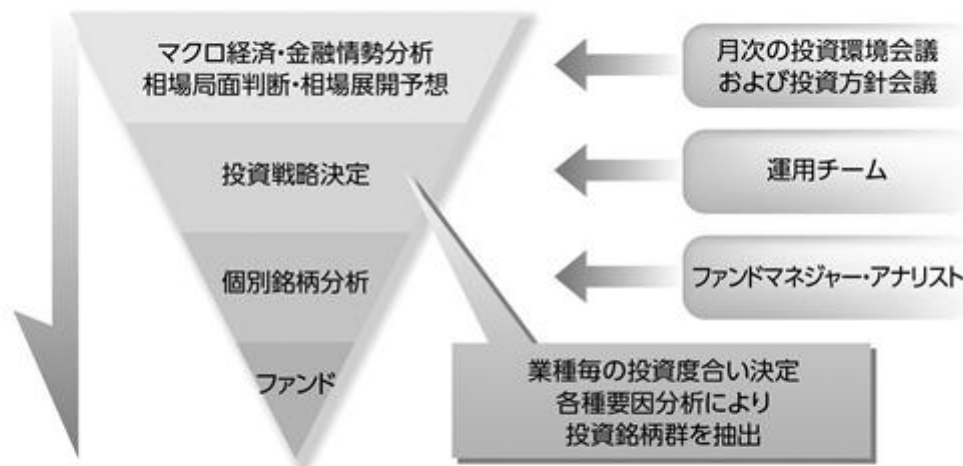 マクロ経済・金融情勢分析
相場局面判断・相場展開予想
月次の投資環境会議
および投資方針会議
投資戦略決定
運用チーム
個別銘柄分析
ファンドマネジャー・アナリスト
ファンド
業種毎の投資度合い決定
各種要因分析により
投資銘柄群を抽出